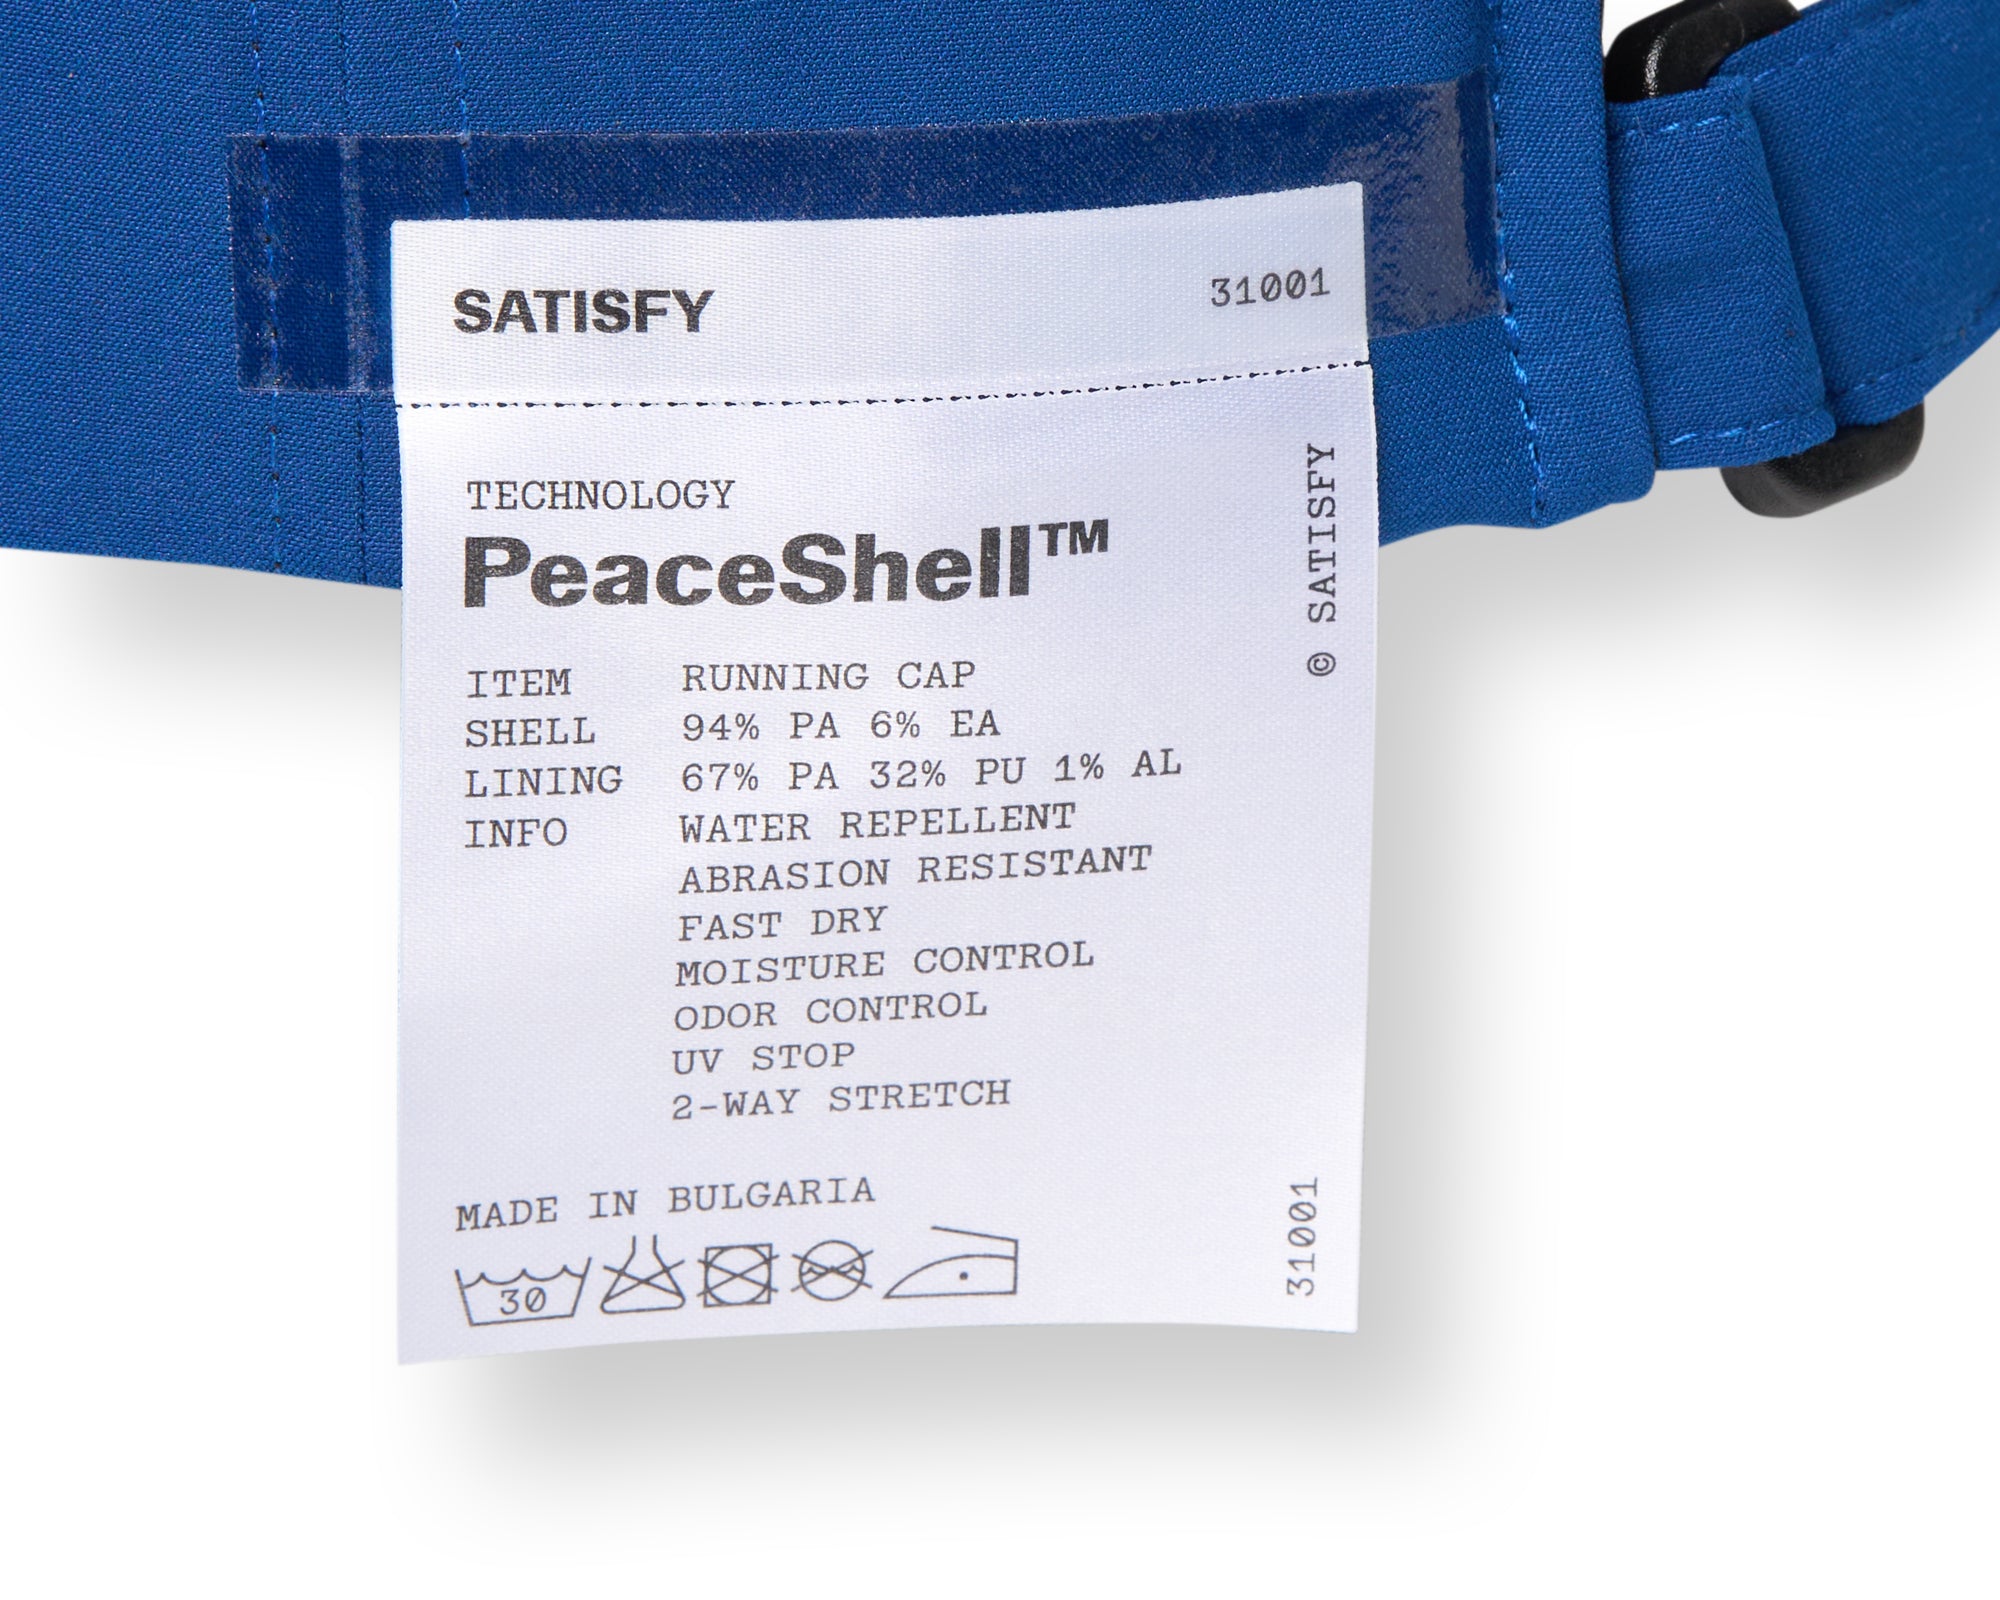 SATISFY 31001
TECHNOLOGY
PeaceShell™
ITEM RUNNING CAP
SHELL 94% PA 6% EA
LINING 67% PA 32% PU 1% AL
INFO WATER REPELLENT
ABRASION RESISTANT
FAST DRY
MOISTURE CONTROL
ODOR CONTROL
UV STOP
2-WAY STRETCH
MADE IN BULGARIA
30
© SATISFY
31001